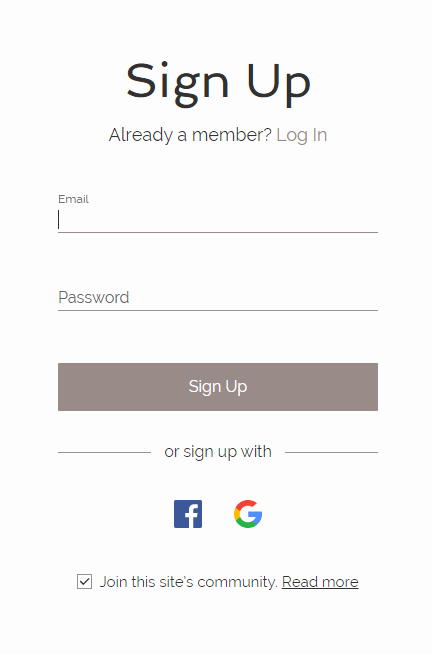 Sign Up
Already a member? Log In
Email
Password
Sign Up
or sign up with
Join this site's community. Read more